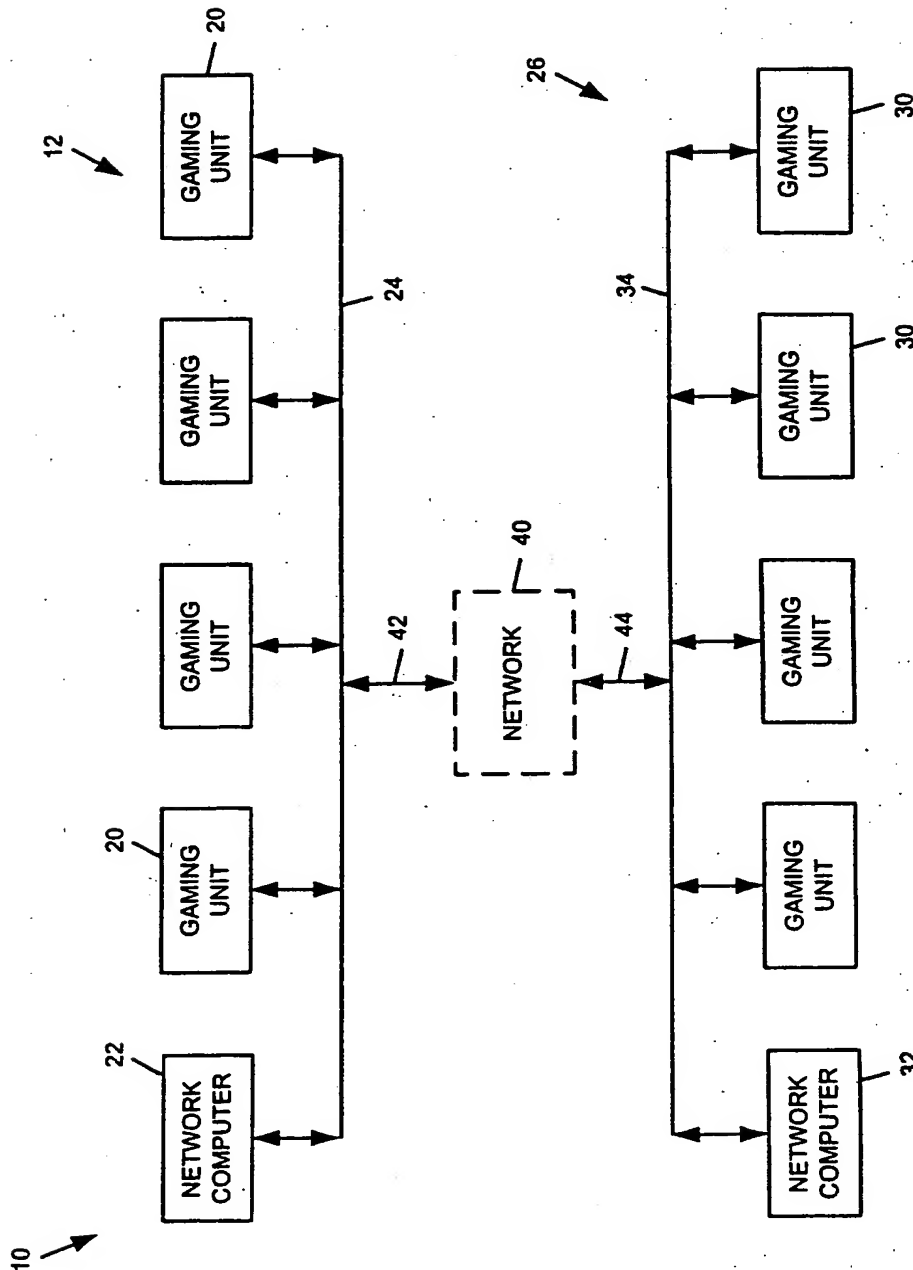 10
12
22
NETWORK
COMPUTER
20
GAMING
UNIT
GAMING
UNIT
GAMING
UNIT
20
GAMING
UNIT
24
42
40
NETWORK
44
26
34
32
NETWORK
COMPUTER
GAMING
UNIT
GAMING
UNIT
30
GAMING
UNIT
30
GAMING
UNIT